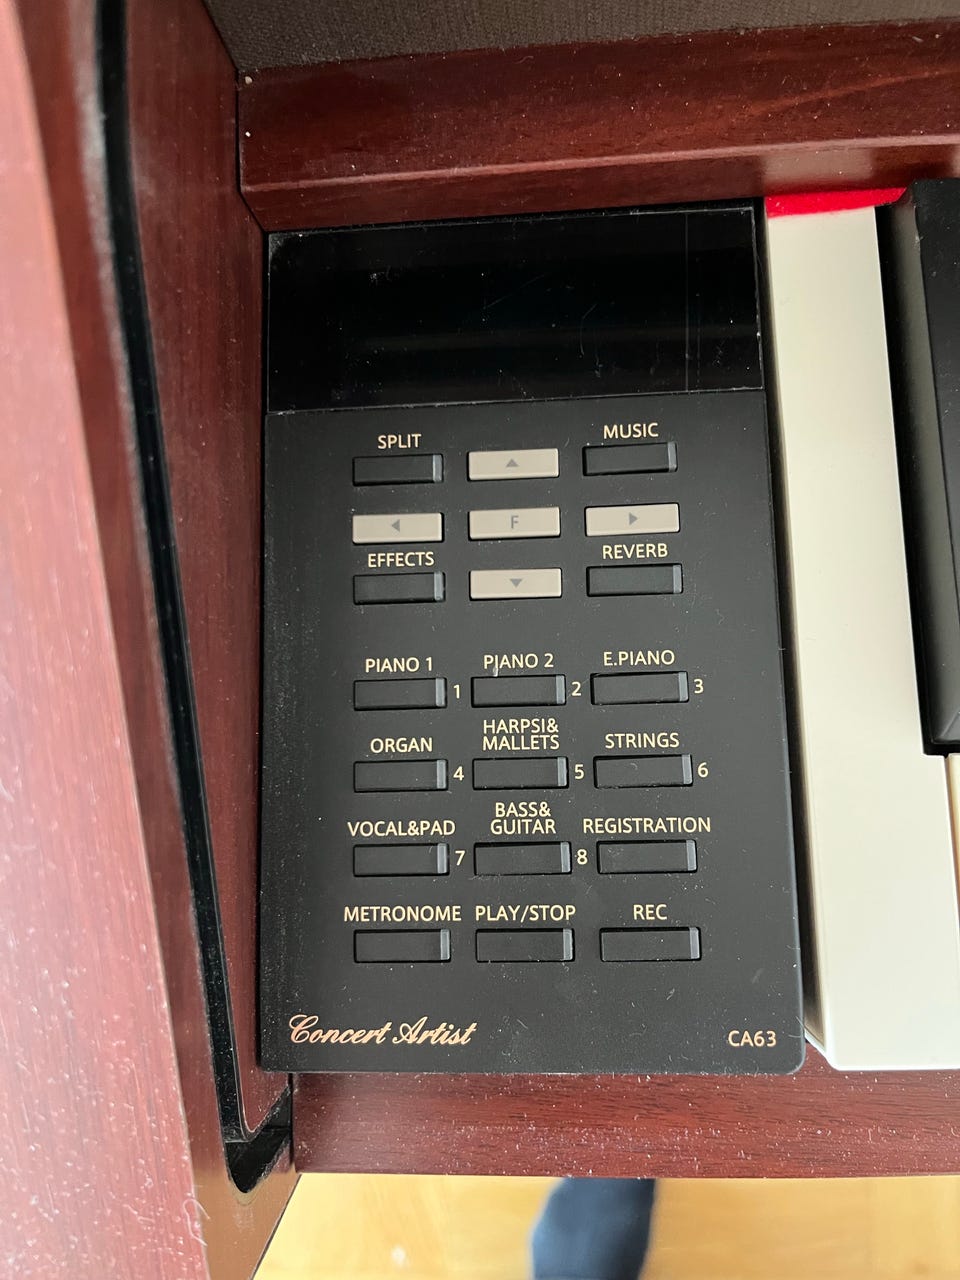 SPLIT
MUSIC
F
EFFECTS
REVERB
PIANO 1
PIANO 2
E.PIANO
1
2
3
ORGAN
HARPSI&
MALLETS
STRINGS
4
5
6
VOCAL&PAD
BASS&
GUITAR
REGISTRATION
7
8
METRONOME
PLAY/STOP
REC
Concert Artist
CA63